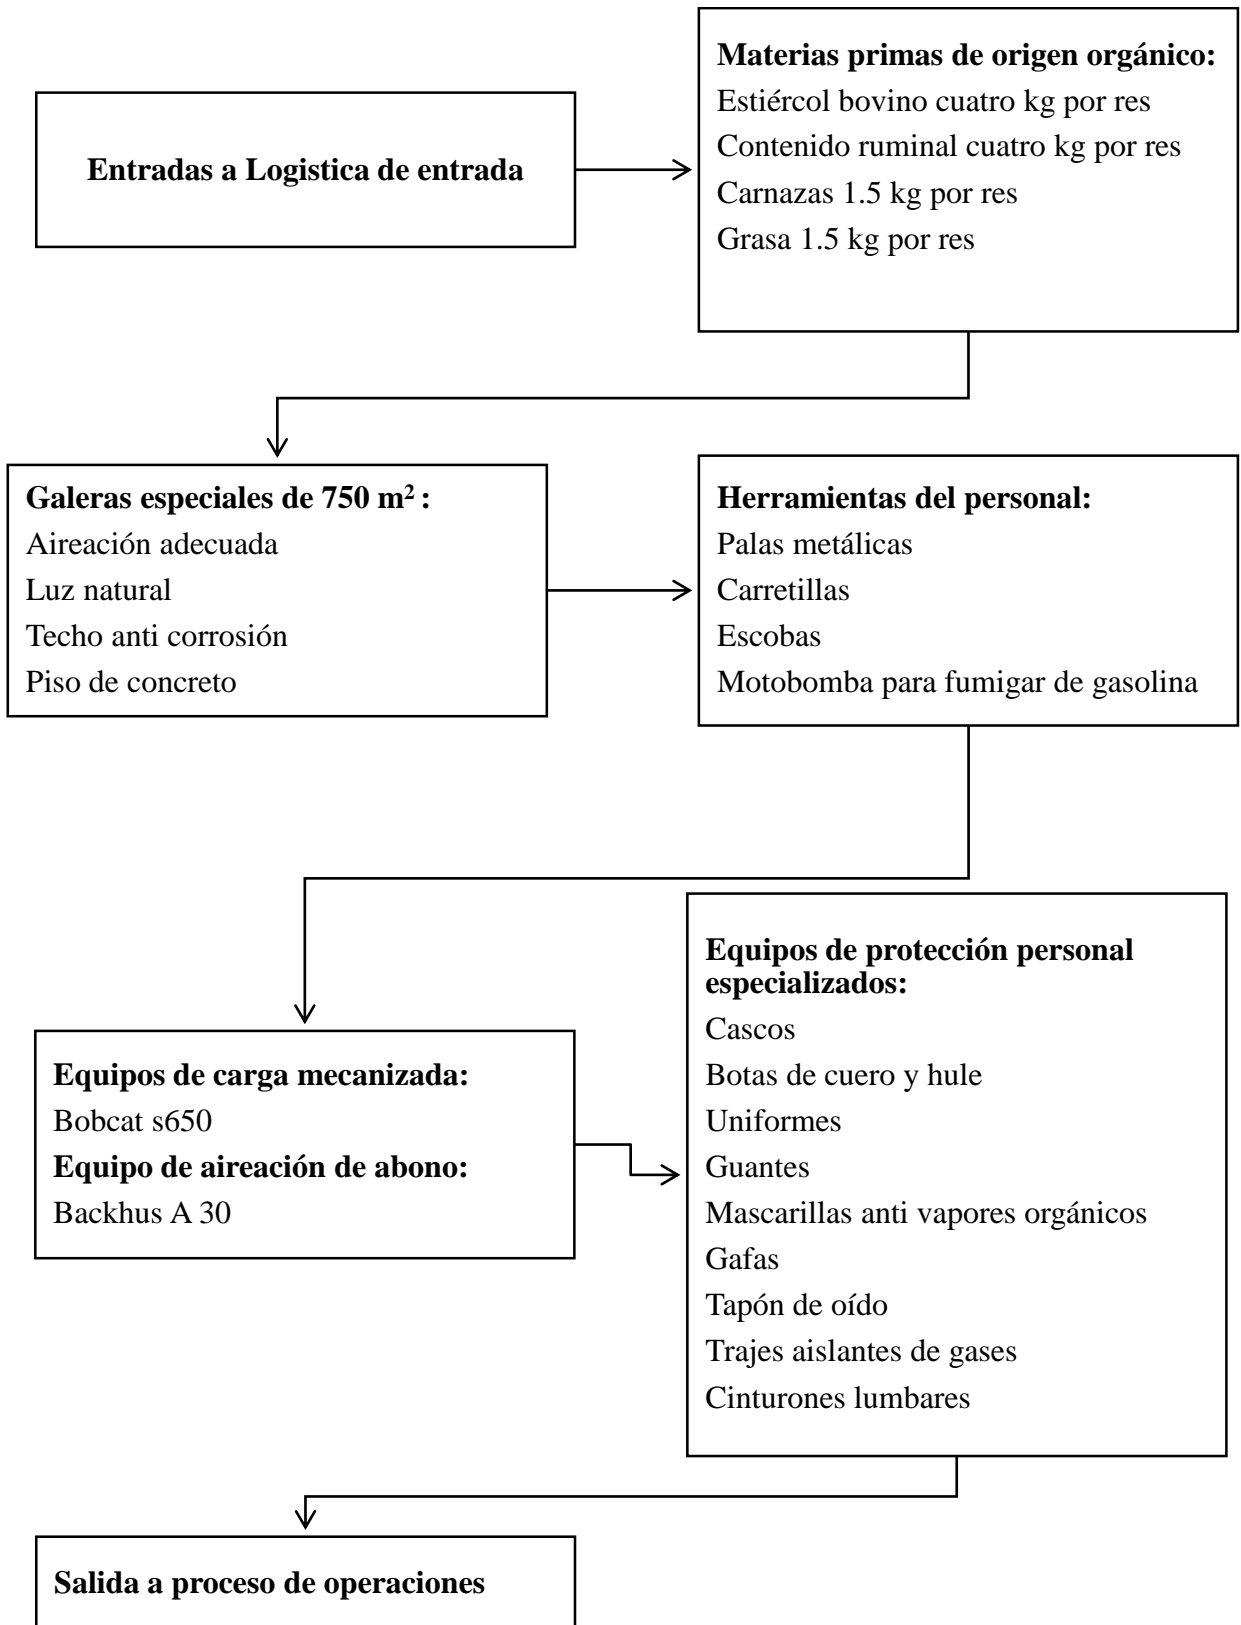 Materias primas de origen orgánico:
Estiércol bovino cuatro kg por res
Contenido ruminal cuatro kg por res
Carnazas 1.5 kg por res
Grasa 1.5 kg por res
Entradas a Logistica de entrada
Galeras especiales de 750 m² :
Aireación adecuada
Luz natural
Techo anti corrosión
Piso de concreto
Herramientas del personal:
Palas metálicas
Carretillas
Escobas
Motobomba para fumigar de gasolina
Equipos de carga mecanizada:
Bobcat s650
Equipo de aireación de abono:
Backhus A 30
Equipos de protección personal
especializados:
Cascos
Botas de cuero y hule
Uniformes
Guantes
Mascarillas anti vapores orgánicos
Gafas
Tapón de oído
Trajes aislantes de gases
Cinturones lumbares
Salida a proceso de operaciones